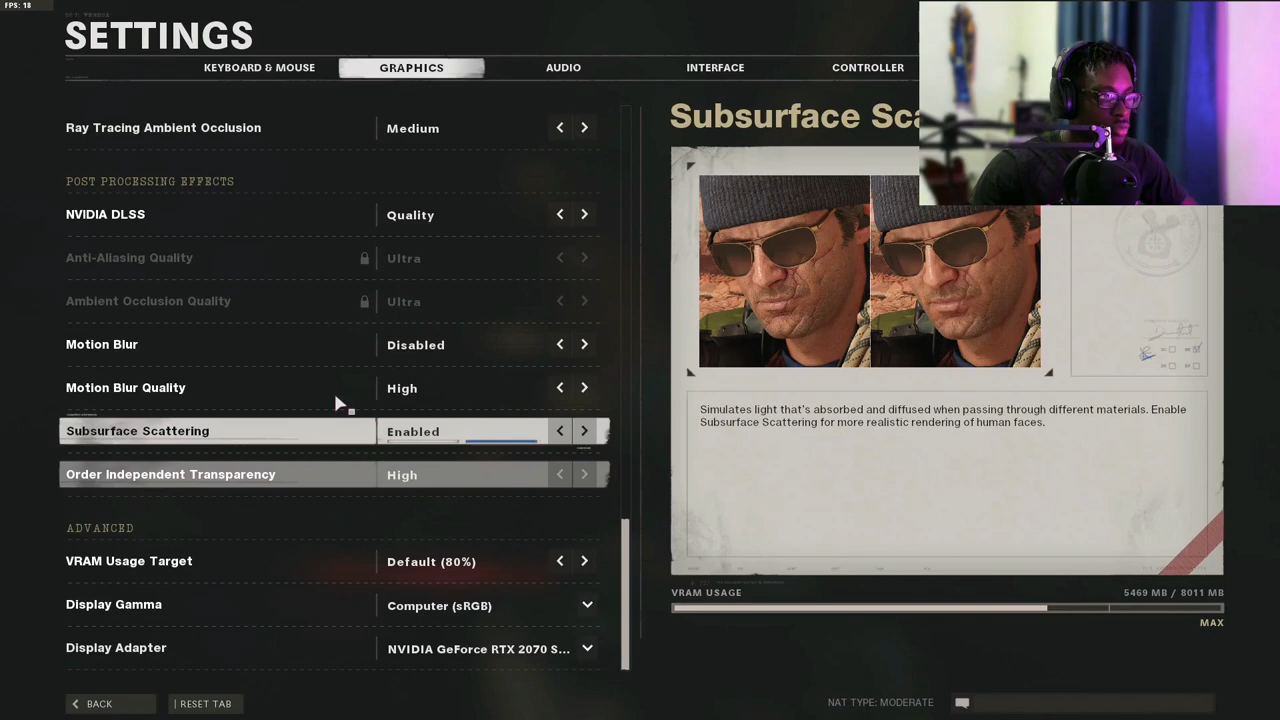 FPS: 18
SETTINGS
KEYBOARD & MOUSE
GRAPHICS
AUDIO
INTERFACE
CONTROLLER
Ray Tracing Ambient Occlusion
Medium
POST PROCESSING EFFECTS
NVIDIA DLSS
Quality
Anti-Aliasing Quality
Ultra
Ambient Occlusion Quality
Ultra
Motion Blur
Disabled
Motion Blur Quality
High
Subsurface Scattering
Enabled
Order Independent Transparency
High
ADVANCED
VRAM Usage Target
Default (80%)
Display Gamma
Computer (sRGB)
Display Adapter
NVIDIA GeForce RTX 2070 S...
BACK
RESET TAB
Subsurface Sca
Simulates light that's absorbed and diffused when passing through different materials. Enable
Subsurface Scattering for more realistic rendering of human faces.
VRAM USAGE
5469 MB / 8011 MB
MAX
NAT TYPE: MODERATE